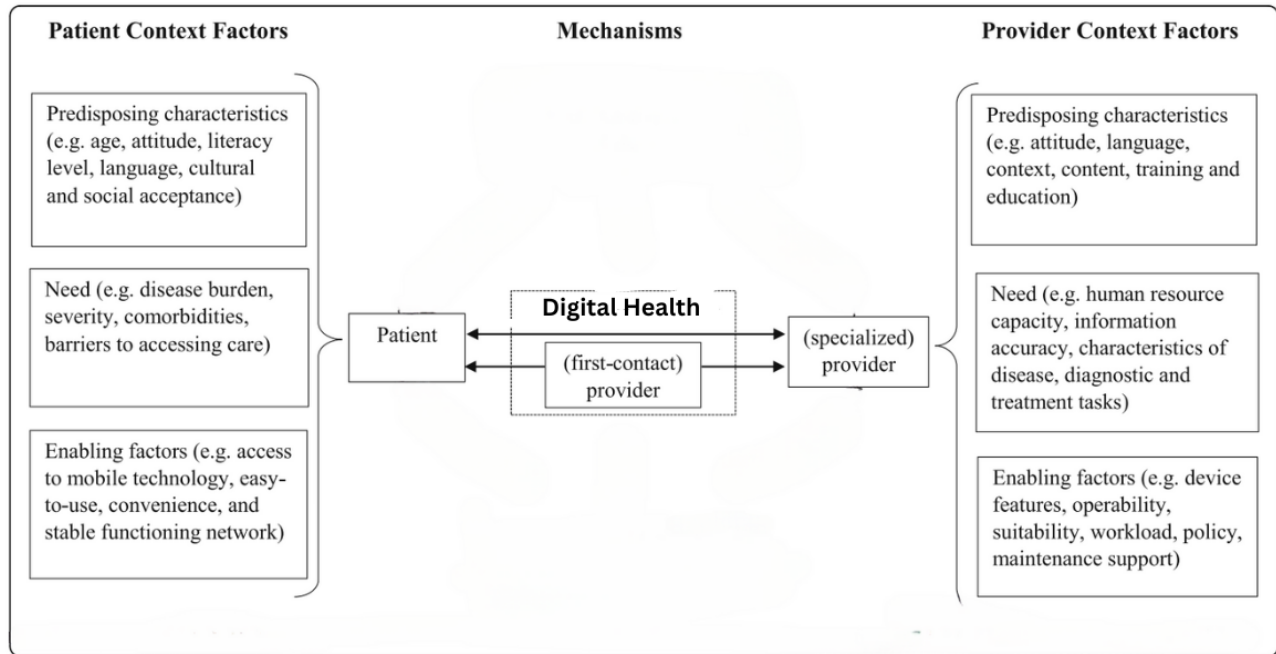 Patient Context Factors
Mechanisms
Provider Context Factors
Predisposing characteristics
(e.g. age, attitude, literacy
level, language, cultural
and social acceptance)
Need (e.g. disease burden,
severity, comorbidities,
barriers to accessing care)
Enabling factors (e.g. access
to mobile technology, easy-
to-use, convenience, and
stable functioning network)
Patient
Digital Health
(first-contact)
provider
(specialized)
provider
Predisposing characteristics
(e.g. attitude, language,
context, content, training and
education)
Need (e.g. human resource
capacity, information
accuracy, characteristics of
disease, diagnostic and
treatment tasks)
Enabling factors (e.g. device
features, operability,
suitability, workload, policy,
maintenance support)